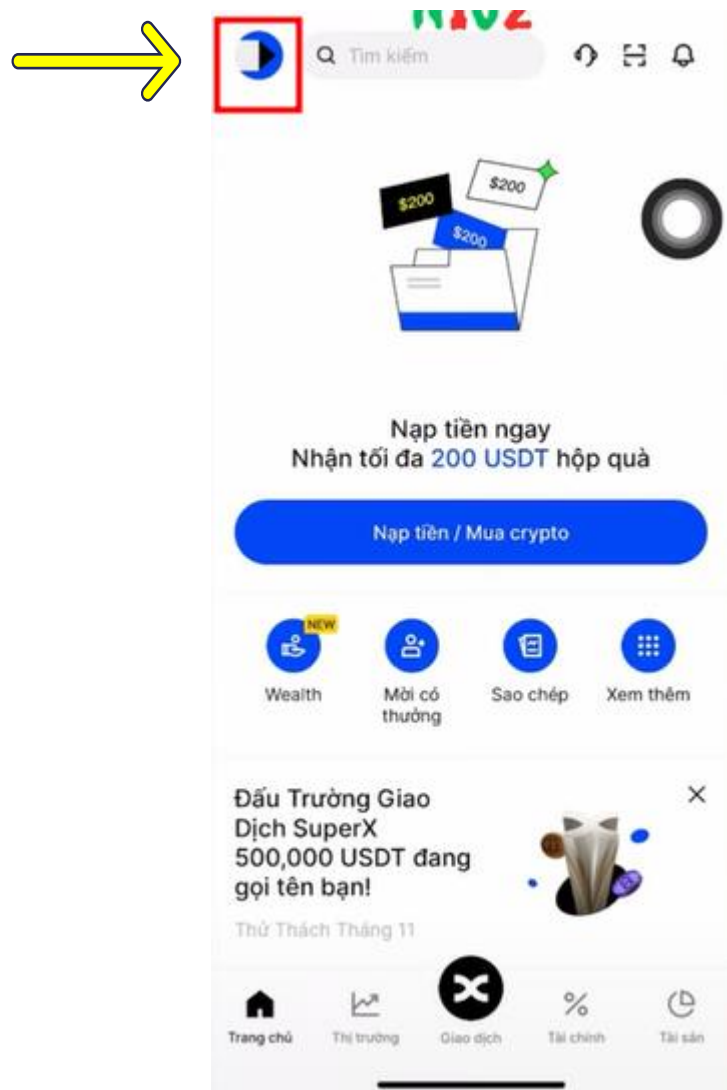 Tìm kiếm
$200
$200
$200
Nạp tiền ngay
Nhận tối đa 200 USDT hộp quà
Nạp tiền / Mua crypto
NEW
Wealth
Mời có
thưởng
Sao chép
Xem thêm
Đấu Trường Giao
Dịch SuperX
500,000 USDT đang
gọi tên bạn!
Thử Thách Tháng 11
Trang chủ
Thị trường
Giao dịch
Tài chính
Tài sản